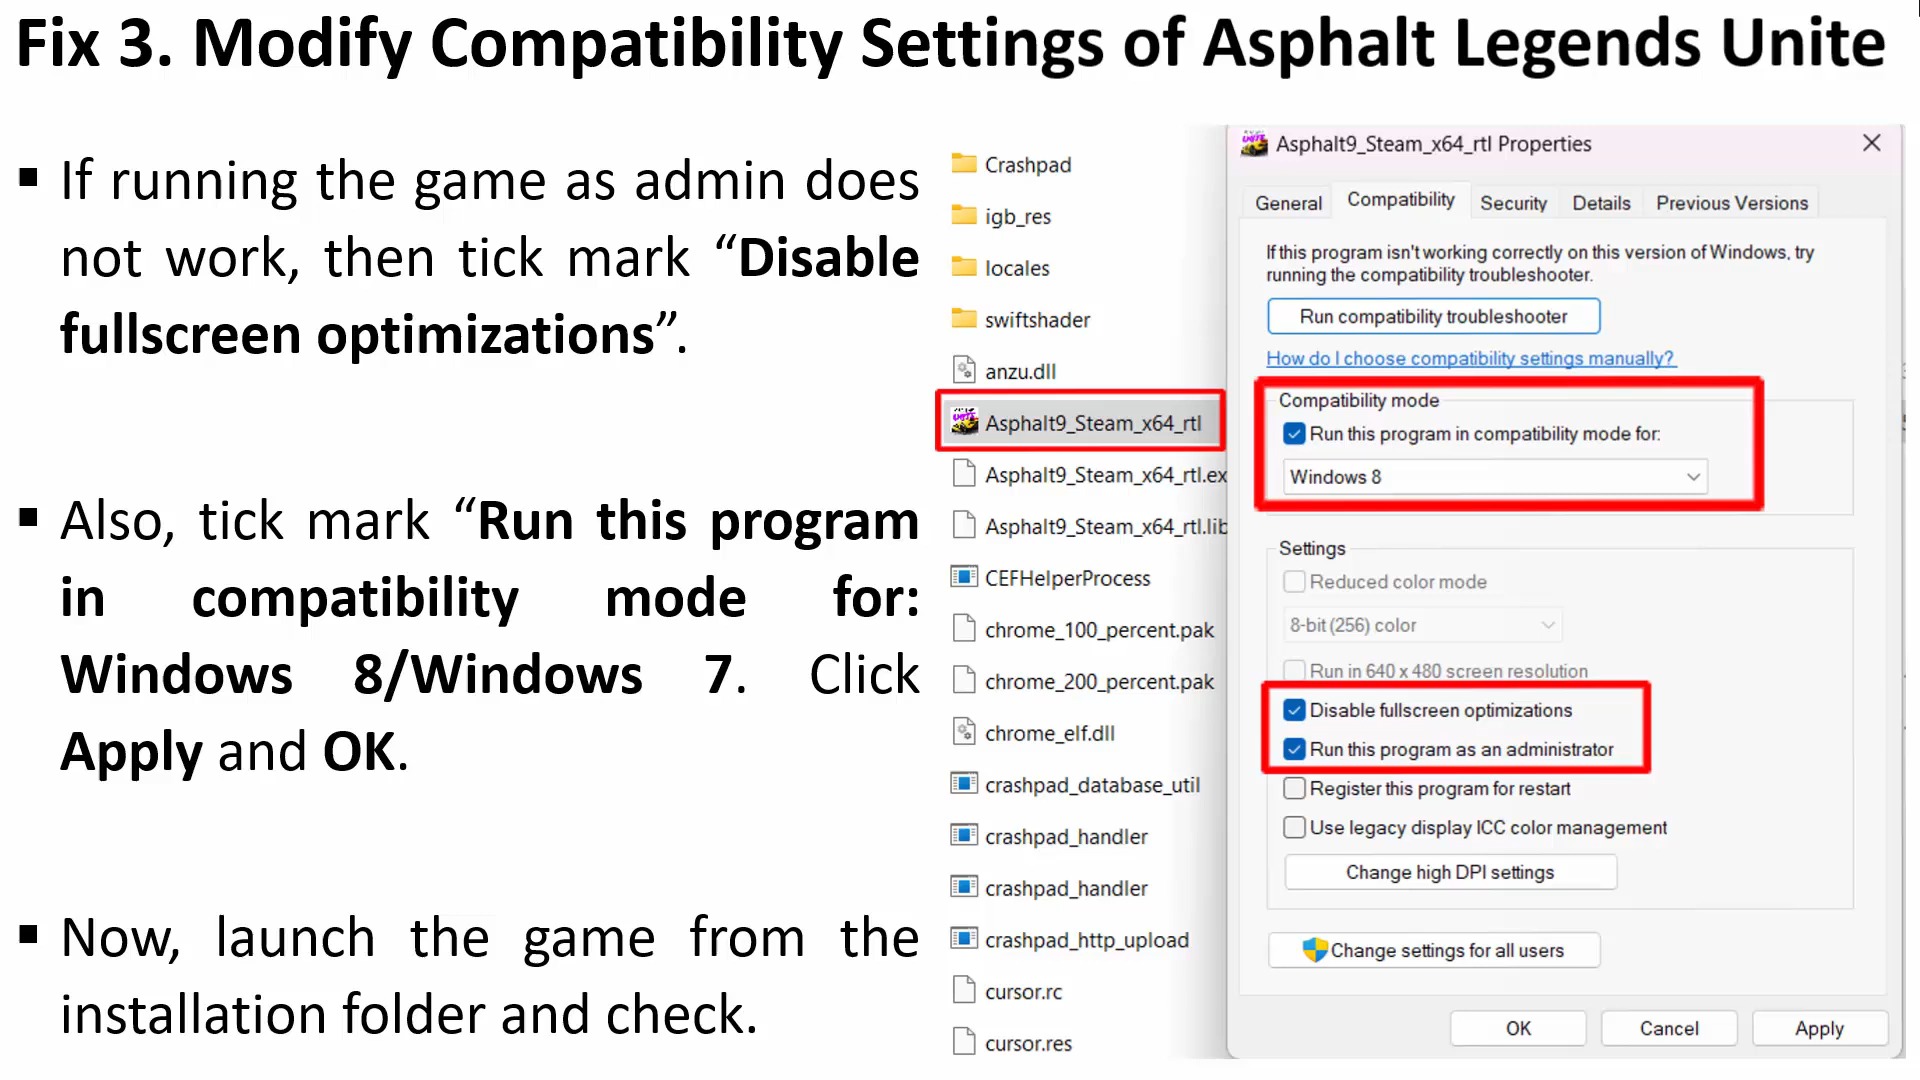 Fix 3. Modify Compatibility Settings of Asphalt Legends Unite
▪ If running the game as admin does
not work, then tick mark “Disable
fullscreen optimizations”.
▪ Also, tick mark “Run this program
in compatibility mode for:
Windows 8/Windows 7. Click
Apply and OK.
▪ Now, launch the game from the
installation folder and check.
Crashpad
igb_res
locales
swiftshader
anzu.dll
Asphalt9_Steam_x64_rtl
Asphalt9_Steam_x64_rtl.ex
Asphalt9_Steam_x64_rtl.lib
CEFHelperProcess
chrome_100_percent.pak
chrome_200_percent.pak
chrome_elf.dll
crashpad_database_util
crashpad_handler
crashpad_handler
crashpad_http_upload
cursor.rc
cursor.res
Asphalt9_Steam_x64_rtl Properties
General Compatibility Security Details Previous Versions
If this program isn't working correctly on this version of Windows, try
running the compatibility troubleshooter.
Run compatibility troubleshooter
How do I choose compatibility settings manually?
Compatibility mode
Run this program in compatibility mode for:
Windows 8
Settings
Reduced color mode
8-bit (256) color
Run in 640 x 480 screen resolution
Disable fullscreen optimizations
Run this program as an administrator
Register this program for restart
Use legacy display ICC color management
Change high DPI settings
Change settings for all users
OK Cancel Apply